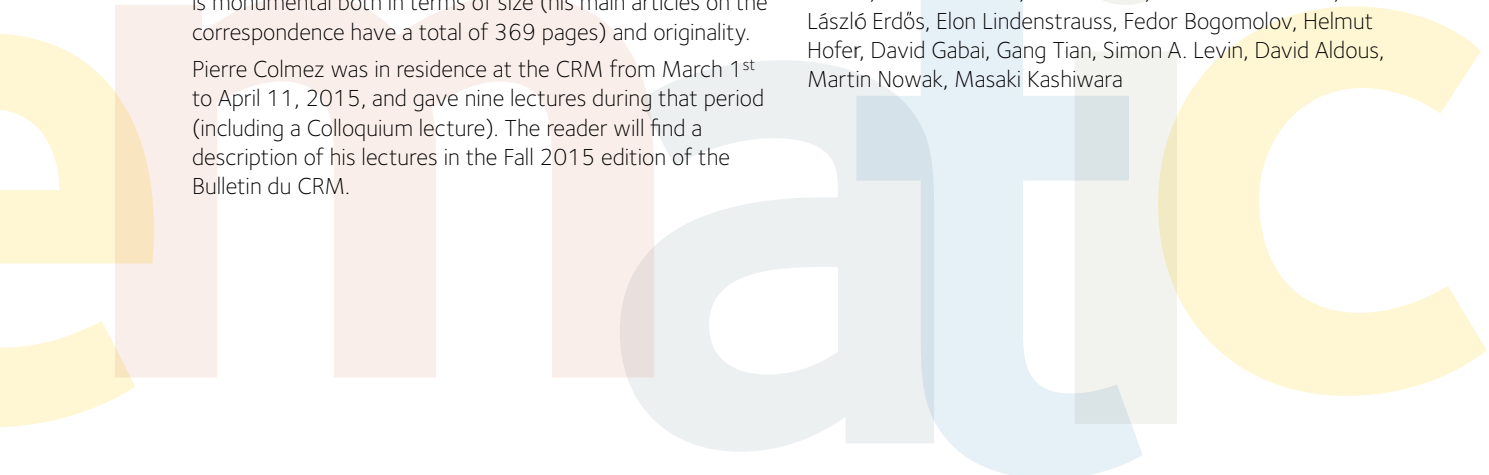 is monumental both in terms of size (his main articles on the
correspondence have a total of 369 pages) and originality.
Pierre Colmez was in residence at the CRM from March 1st
to April 11, 2015, and gave nine lectures during that period
(including a Colloquium lecture). The reader will find a
description of his lectures in the Fall 2015 edition of the
Bulletin du CRM.
László Erdős, Elon Lindenstrauss, Fedor Bogomolov, Helmut
Hofer, David Gabai, Gang Tian, Simon A. Levin, David Aldous,
Martin Nowak, Masaki Kashiwara
ematic